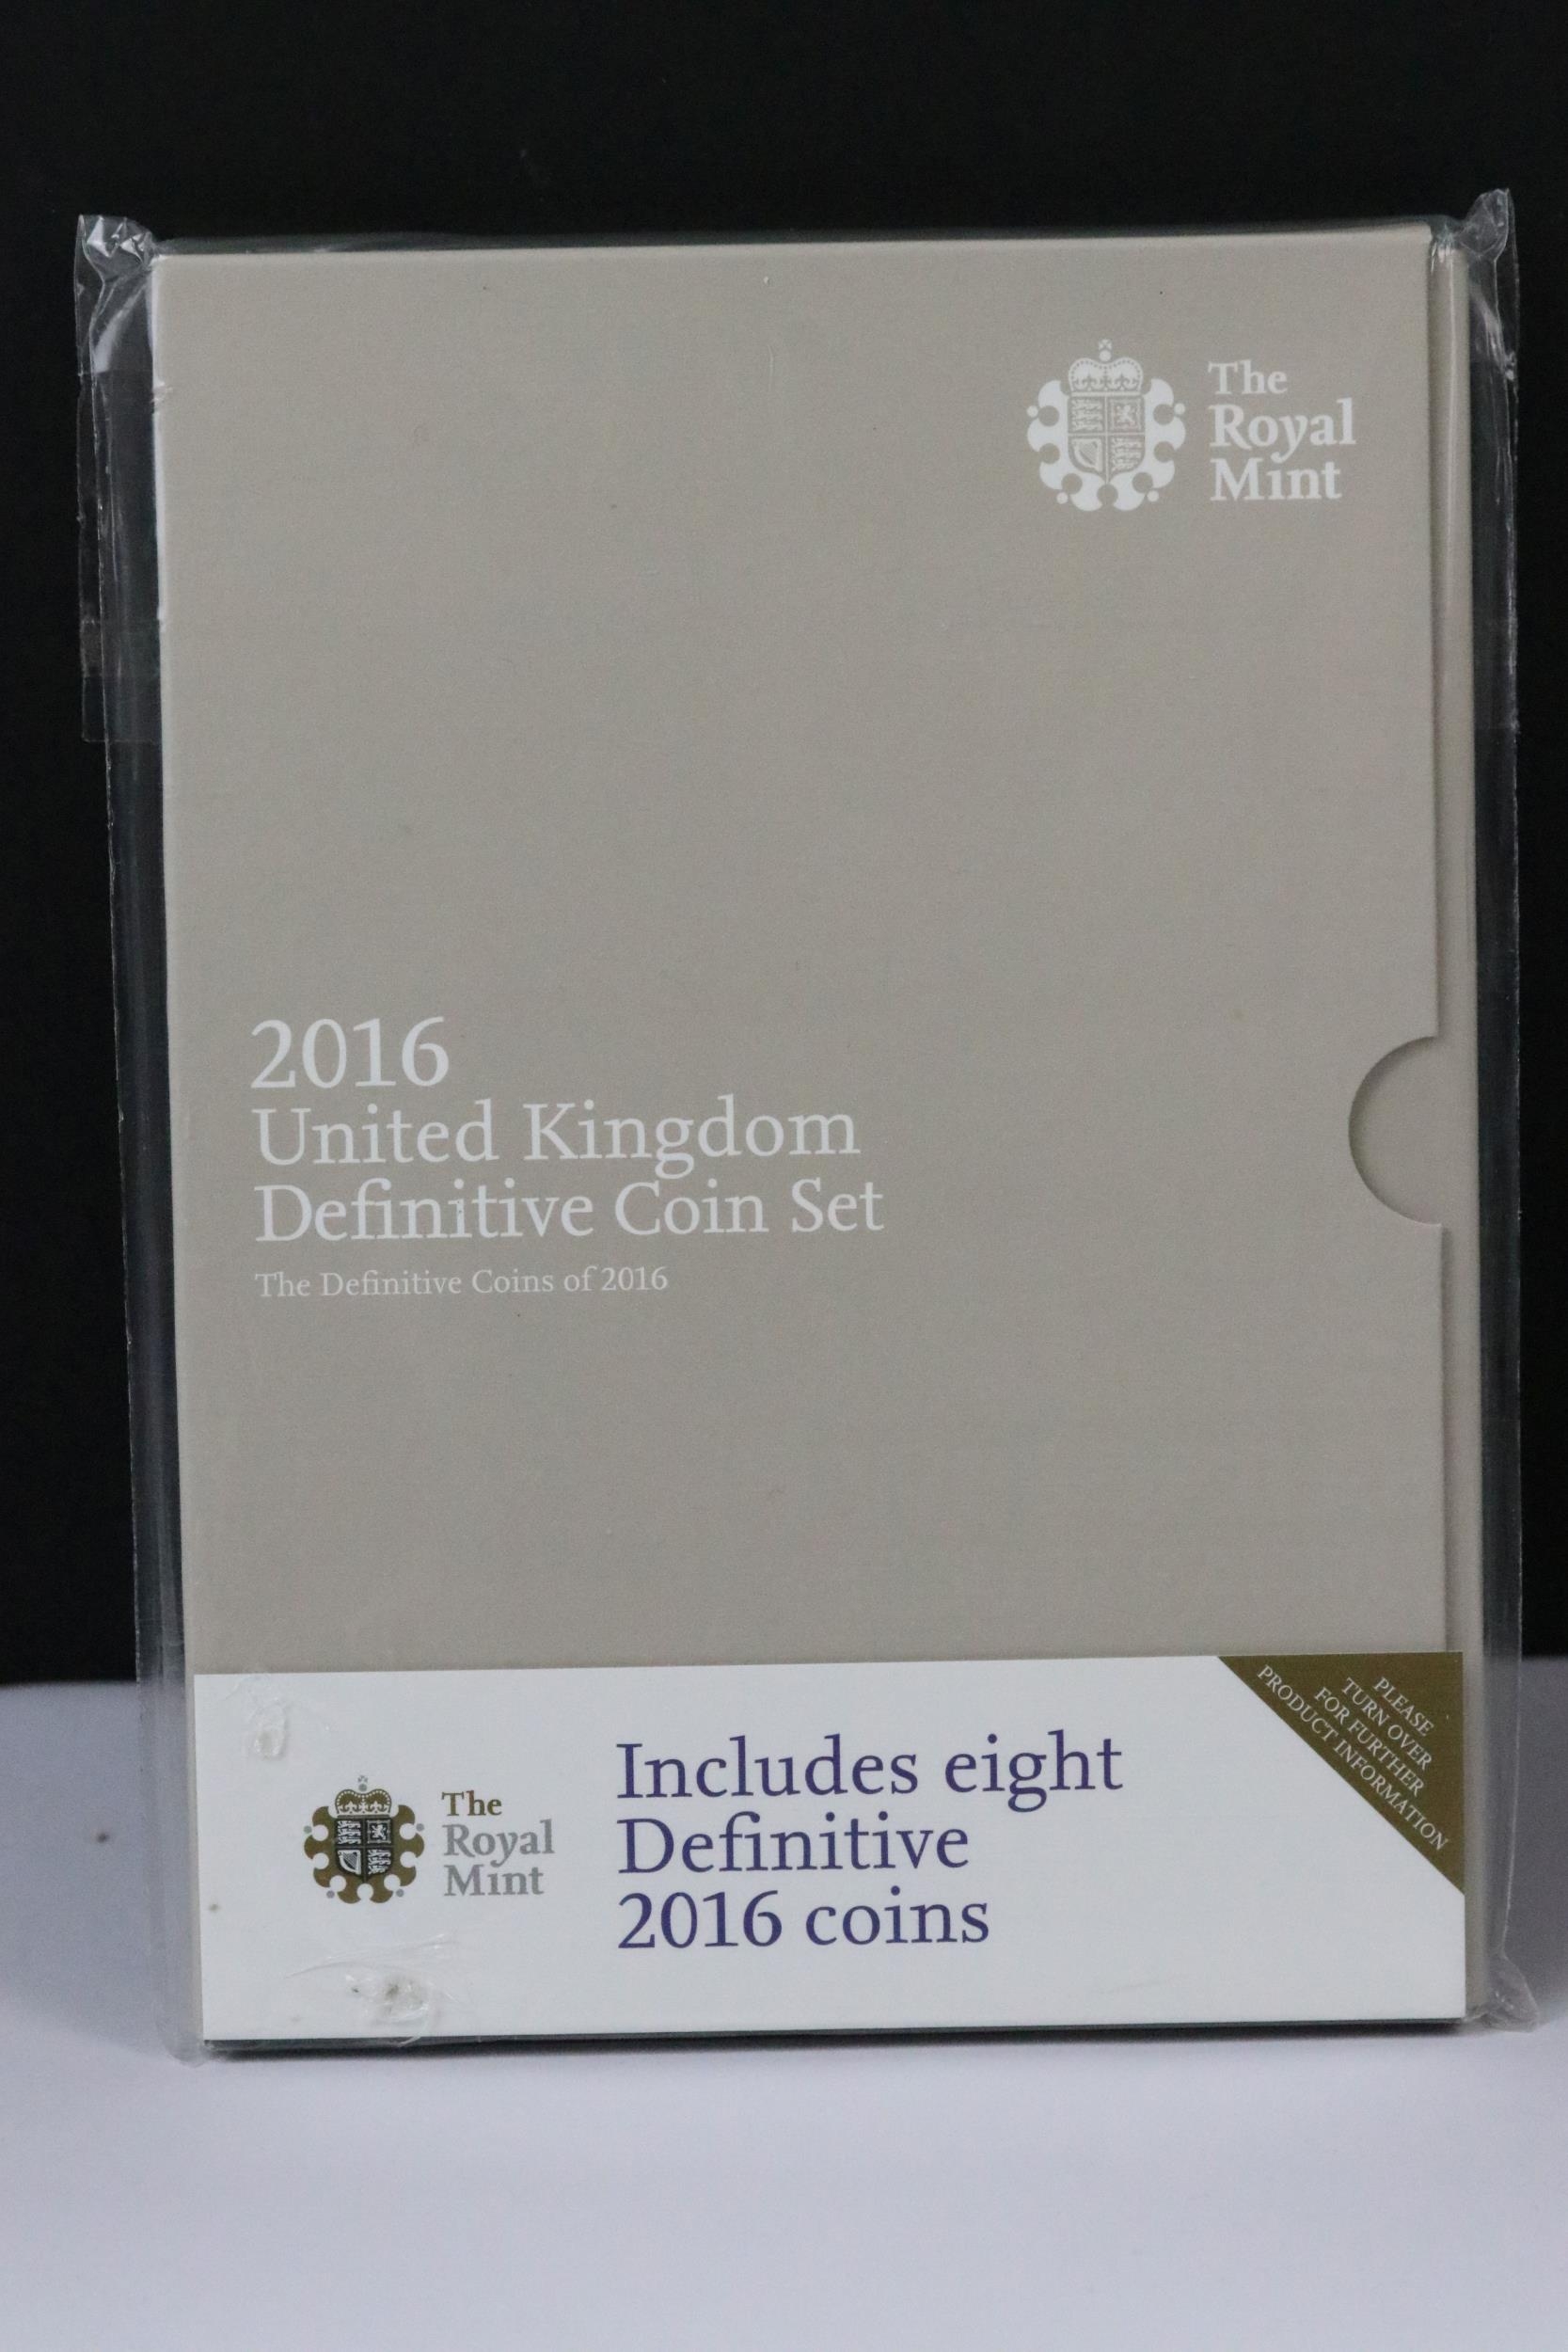 The
Royal
Mint
2016
United Kingdom
Definitive Coin Set
The Definitive Coins of 2016
The
Royal
Mint
Includes eight
Definitive
2016 coins
PLEASE
TURN OVER
FOR FURTHER
PRODUCT INFORMATION